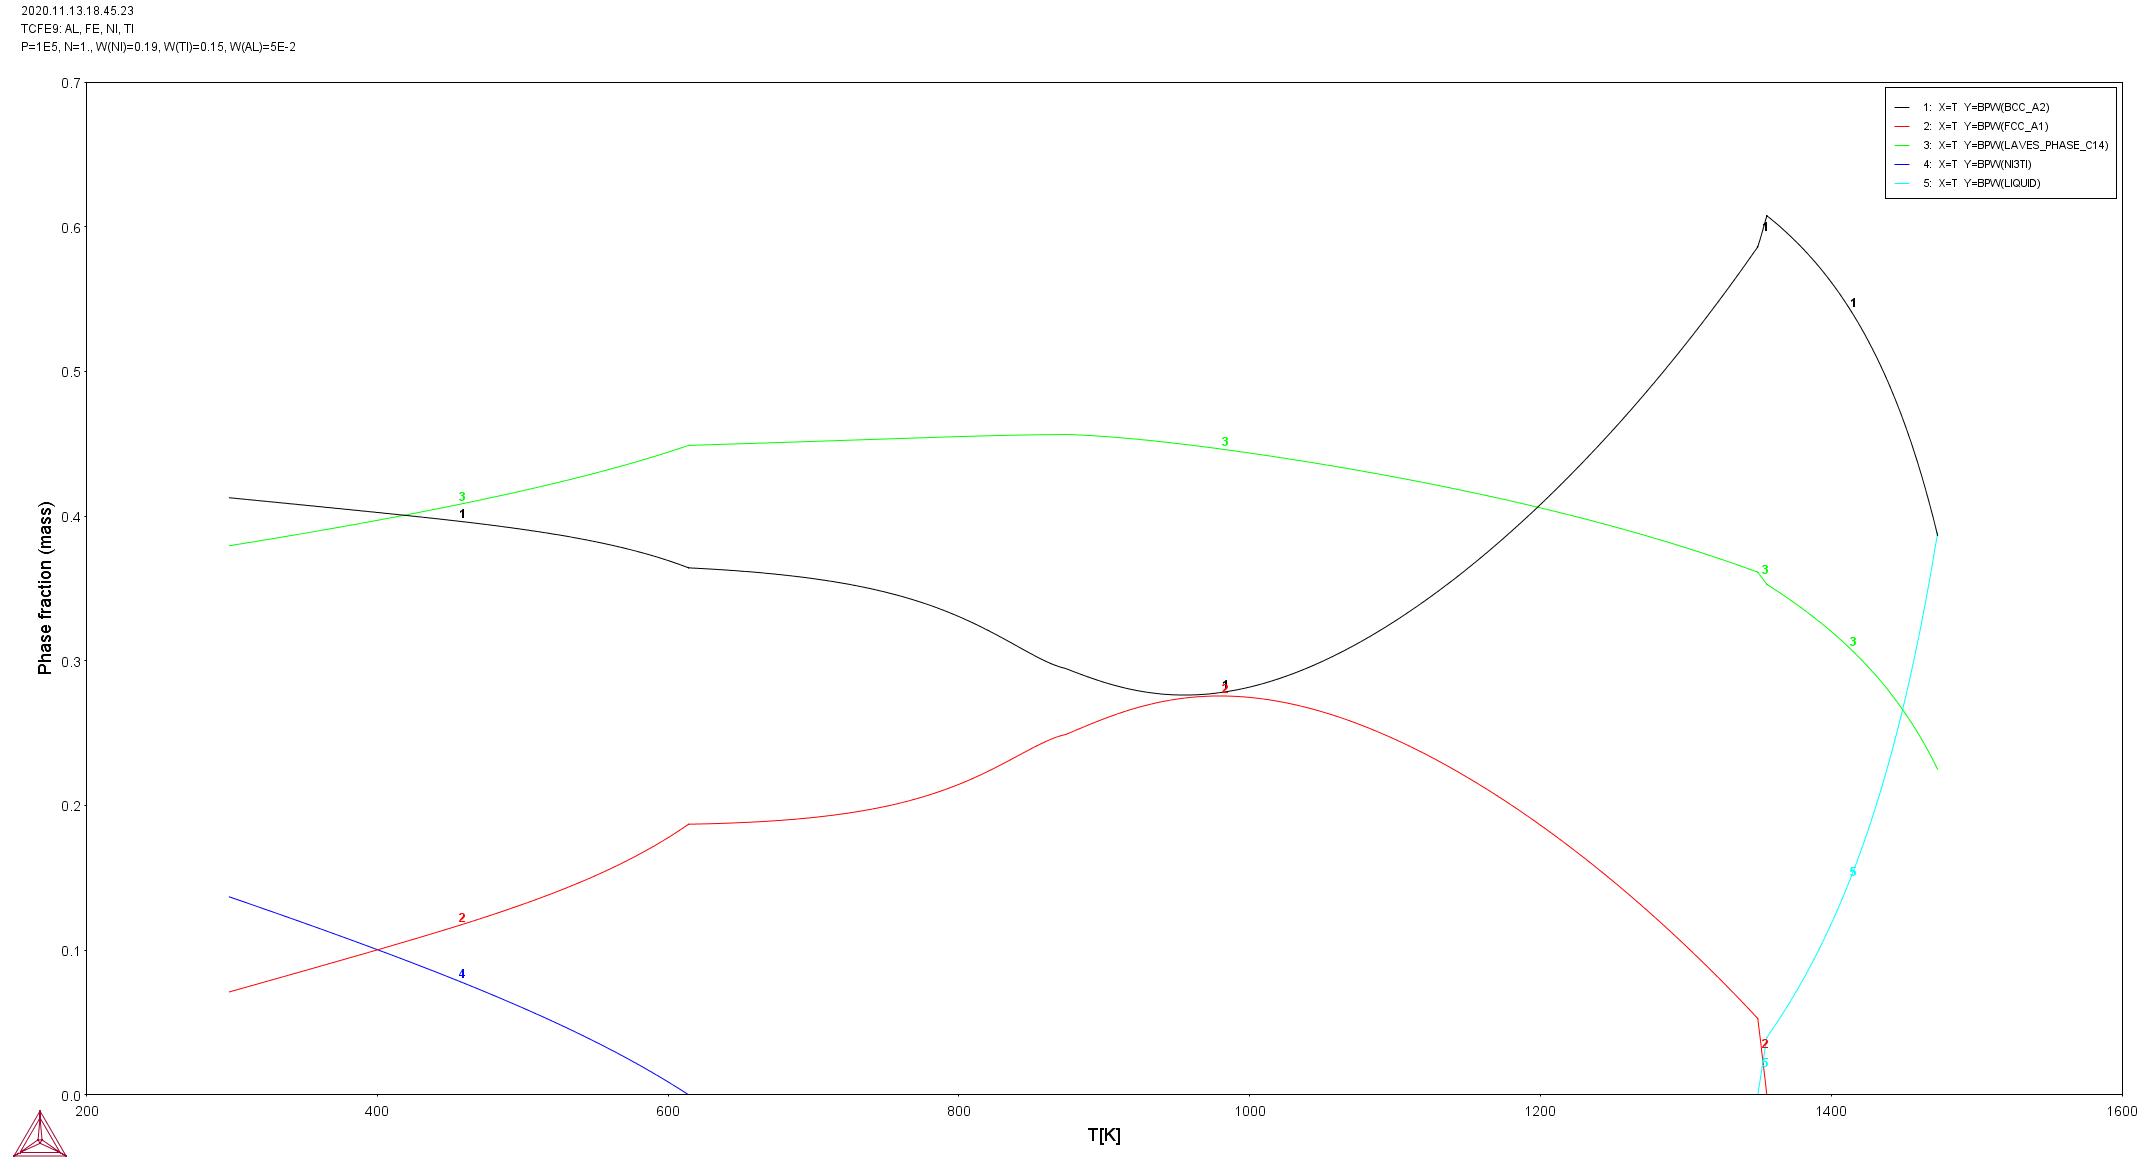 2020.11.13.18.45.23
TCFE9: AL, FE, NI, TI
P=1E5, N=1., W(NI)=0.19, W(TI)=0.15, W(AL)=5E-2
0.7
0.6
0.5
0.4
0.3
0.2
0.1
0.0
Phase fraction (mass)
1: X=T Y=BPW(BCC_A2)
2: X=T Y=BPW(FCC_A1)
3: X=T Y=BPW(LAVES_PHASE_C14)
4: X=T Y=BPW(NI3TI)
5: X=T Y=BPW(LIQUID)
1
1
3
3
1
3
3
1
2
2
4
5
2
5
200 400 600 800 1000 1200 1400 1600
T[K]